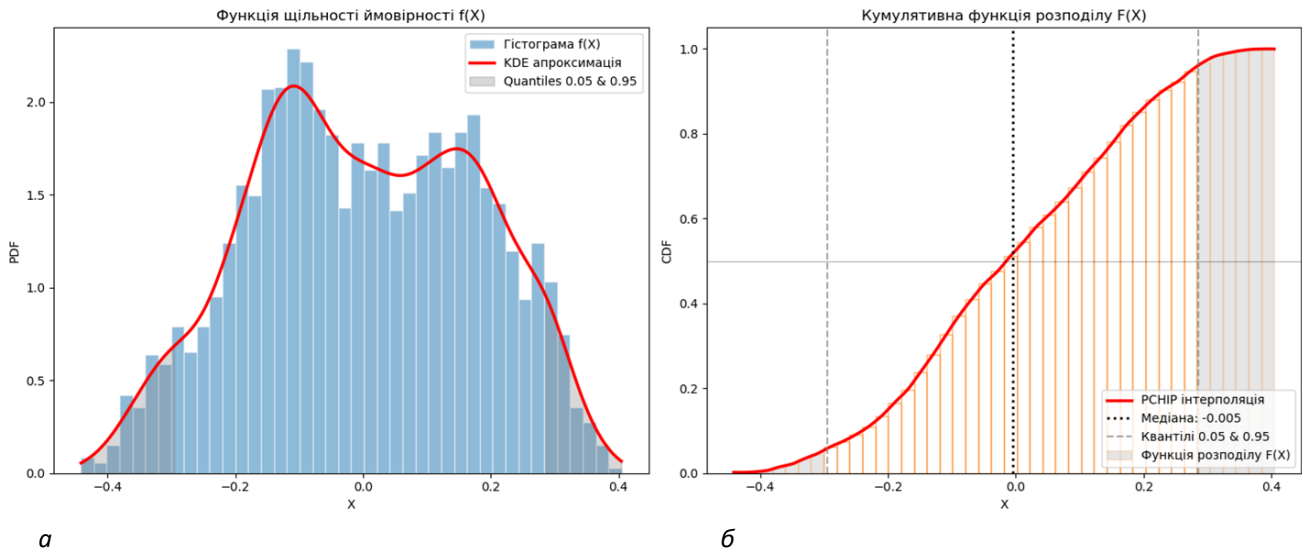 Функція щільності ймовірності f(X)
Гістограма f(X)
KDE апроксимація
Quantiles 0.05 & 0.95
PDF
2.0
1.5
1.0
0.5
0.0
−0.4 −0.2 0.0 0.2 0.4
X
а
Кумулятивна функція розподілу F(X)
CDF
1.0
0.8
0.6
0.4
0.2
0.0
PCHIP інтерполяція
Медіана: -0.005
Квантілі 0.05 & 0.95
Функція розподілу F(X)
−0.4 −0.2 0.0 0.2 0.4
X
б